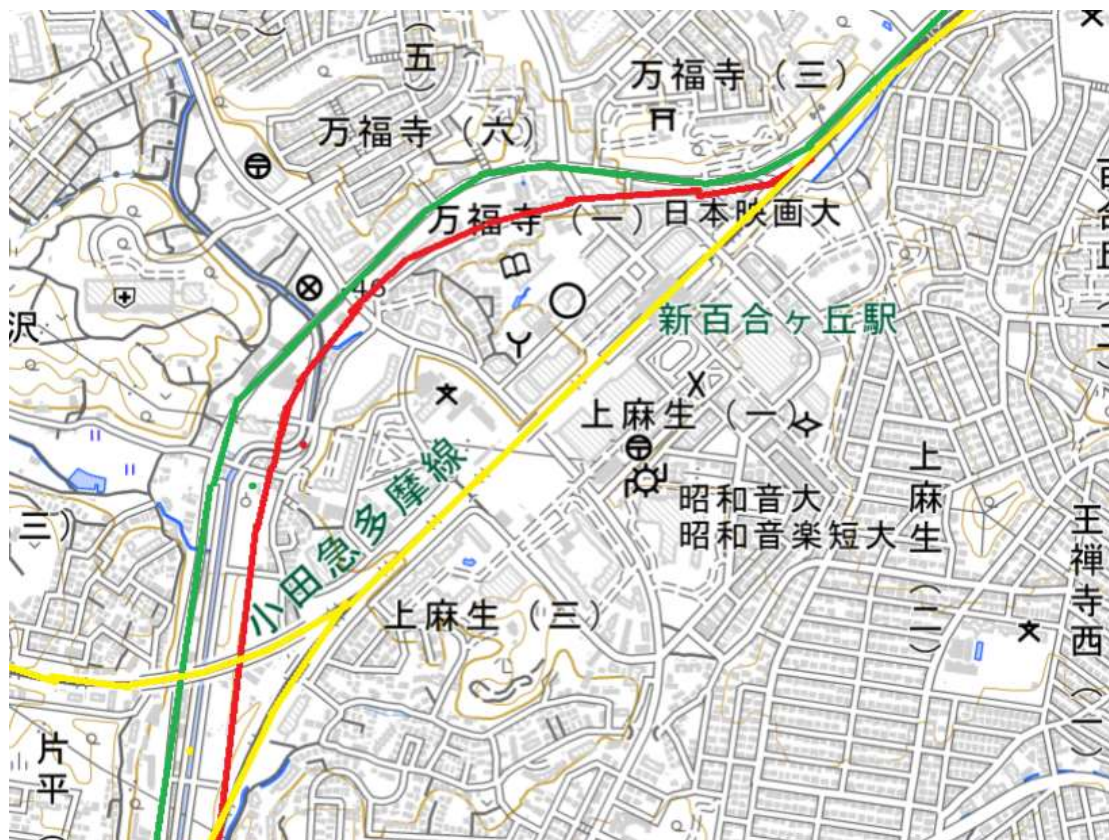 (五)
万福寺(三)
万福寺(六)
万福寺(一)
日本映画大
46
沢
新百合ヶ丘駅
上麻生(一)
小田急多摩線
昭和音大
昭和音楽短大
上麻生(二)
王禅寺西(一)
三)
上麻生(三)
片平